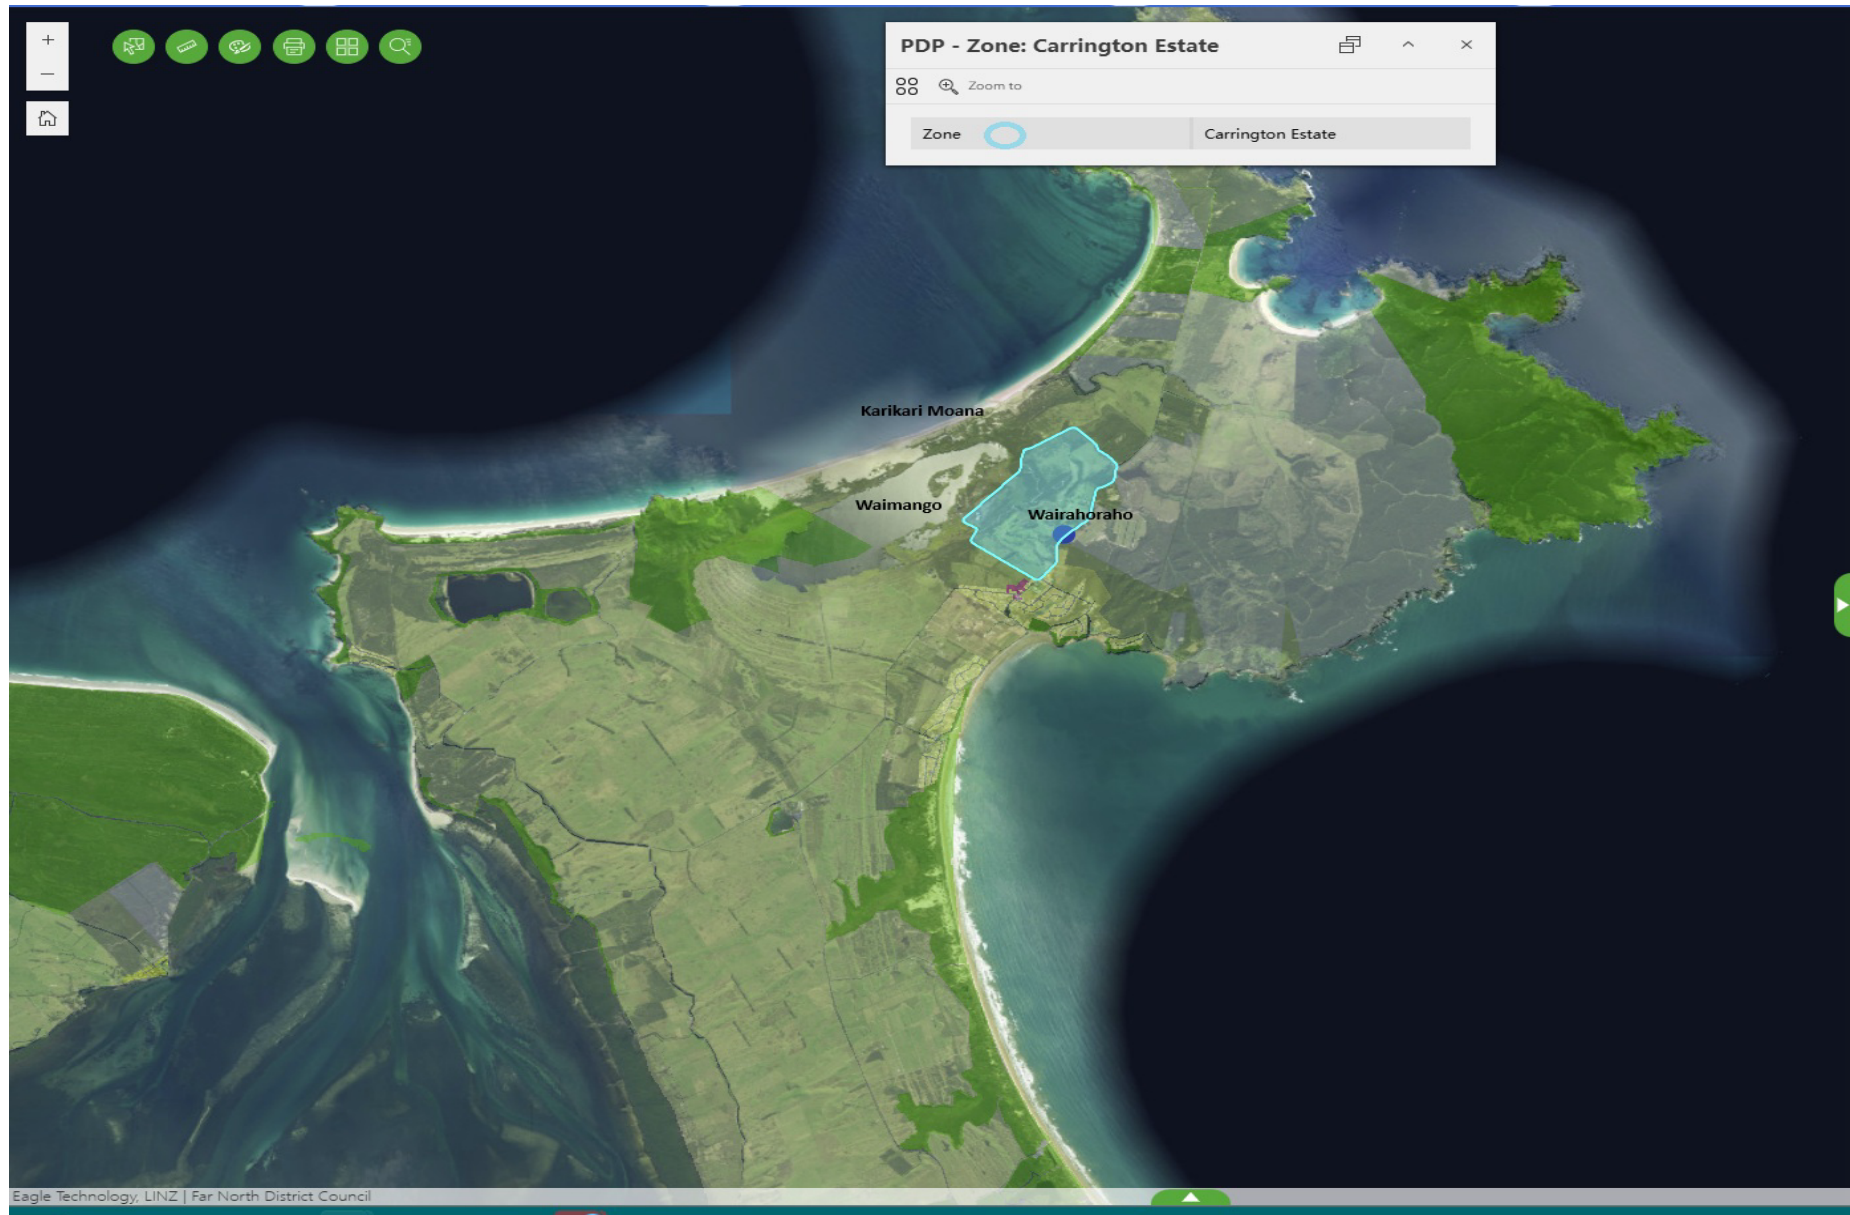 PDP - Zone: Carrington Estate
Zoom to
Zone
Carrington Estate
Karikari Moana
Waimango
Wairahoraho
Eagle Technology, LINZ | Far North District Council